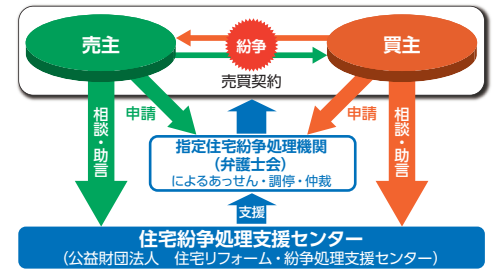 売主
紛争
買主
売買契約
申請
申請
相談・助言
相談・助言
指定住宅紛争処理機関
（弁護士会）
によるあっせん・調停・仲裁
支援
住宅紛争処理支援センター
（公益財団法人　住宅リフォーム・紛争処理支援センター）